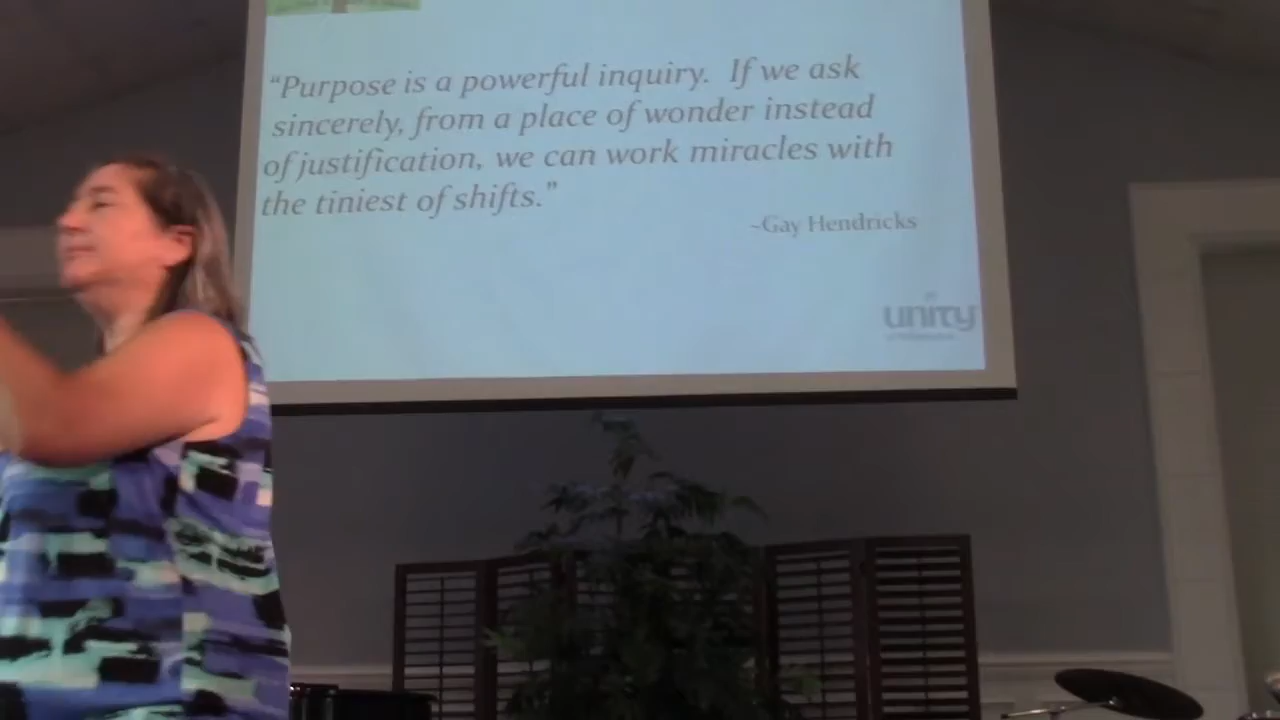 “Purpose is a powerful inquiry.  If we ask
sincerely, from a place of wonder instead
of justification, we can work miracles with
the tiniest of shifts.”
~Gay Hendricks
unity